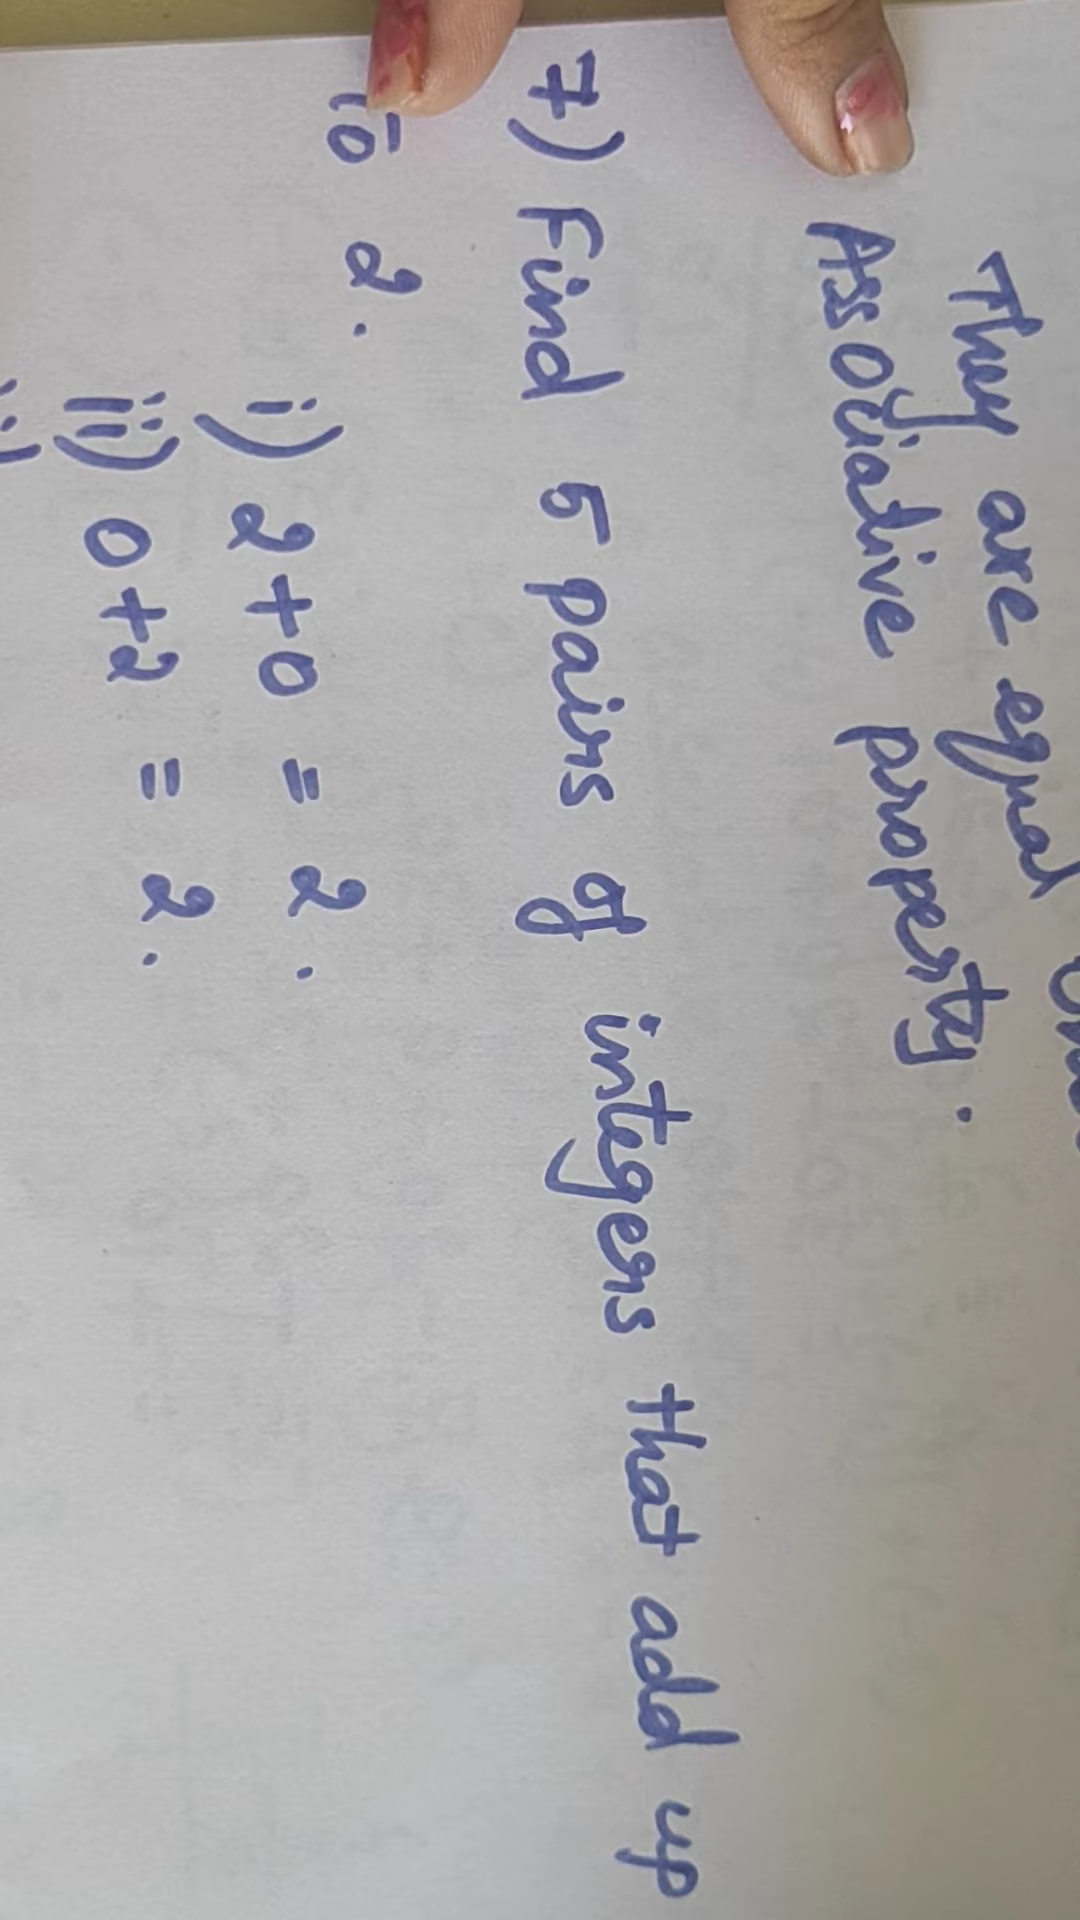 They are equal
Associative property.
7) Find 5 pairs of integers that add up
to 2.
i) 2+0 = 2.
ii) 0+2 = 2.